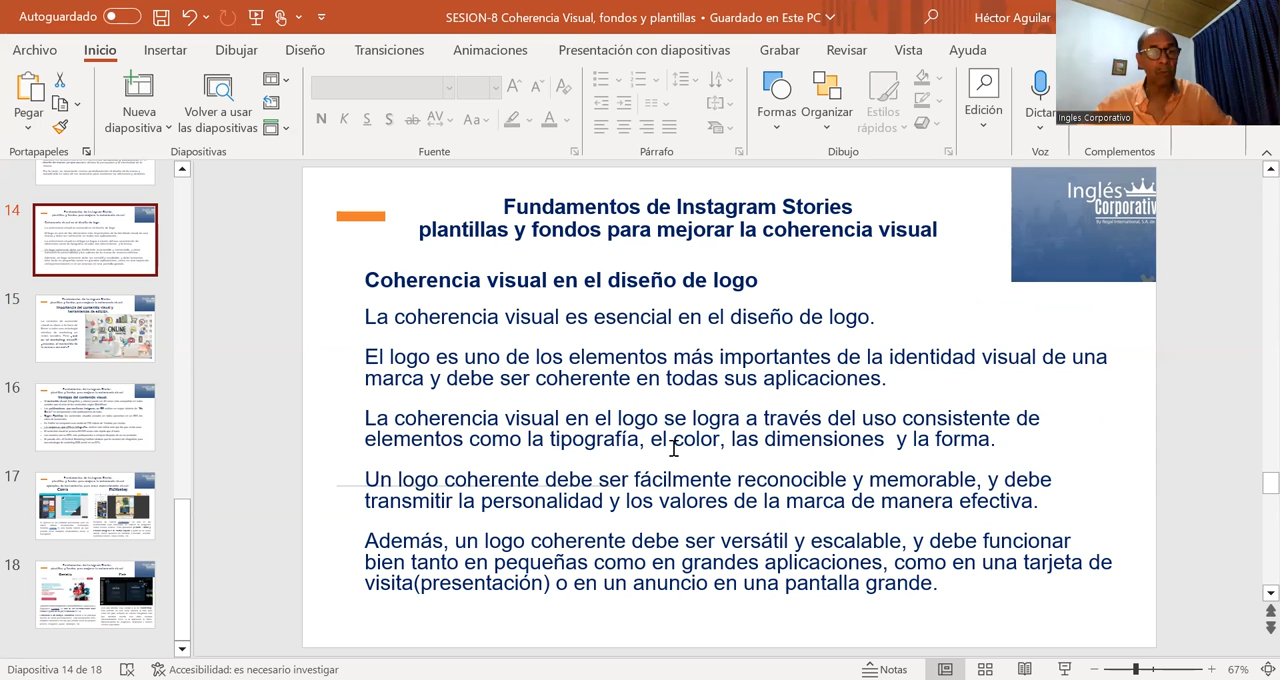 Autoguardado
SESION-8 Coherencia Visual, fondos y plantillas • Guardado en Este PC
Héctor Aguilar
Archivo Inicio Insertar Dibujar Diseño Transiciones Animaciones Presentación con diapositivas Grabar Revisar Vista Ayuda
Pegar
Nueva diapositiva
Volver a usar las diapositivas
N K S S ab AV Aa A
Formas
Organizar
Estilos rápidos
Edición
Dictar
Ingles Corporativo
Portapapeles Diapositivas Fuente Párrafo Dibujo Voz Complementos
14
15
16
17
18
Inglés
Corporativo
Fundamentos de Instagram Stories
plantillas y fondos para mejorar la coherencia visual
Coherencia visual en el diseño de logo
La coherencia visual es esencial en el diseño de logo.
El logo es uno de los elementos más importantes de la identidad visual de una
marca y debe ser coherente en todas sus aplicaciones.
La coherencia visual en el logo se logra a través del uso consistente de
elementos como la tipografía, el color, las dimensiones y la forma.
Un logo coherente debe ser fácilmente reconocible y memorable, y debe
transmitir la personalidad y los valores de la marca de manera efectiva.
Además, un logo coherente debe ser versátil y escalable, y debe funcionar
bien tanto en pequeñas como en grandes aplicaciones, como en una tarjeta de
visita(presentación) o en un anuncio en una pantalla grande.
Diapositiva 14 de 18
Accesibilidad: es necesario investigar
Notas
67%